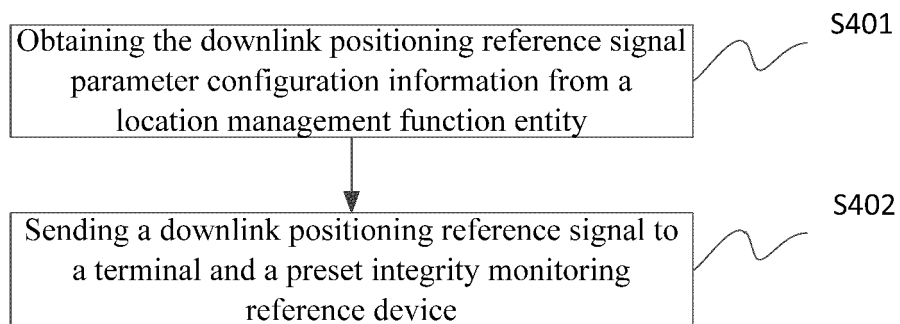 Obtaining the downlink positioning reference signal
parameter configuration information from a
location management function entity
S401
Sending a downlink positioning reference signal to
a terminal and a preset integrity monitoring
reference device
S402